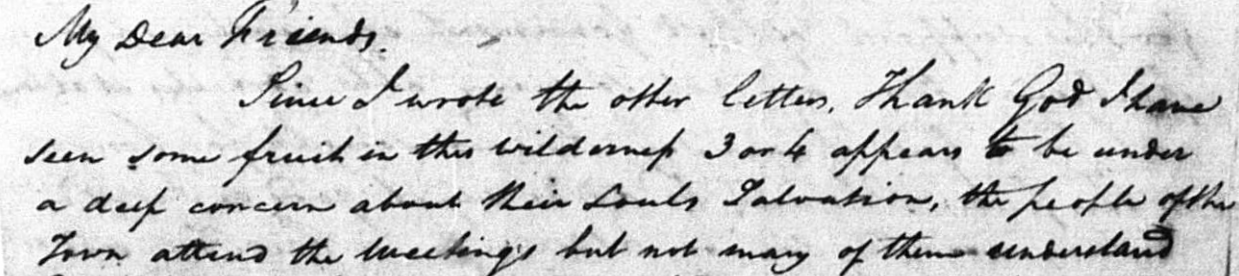 My Dear Friends.
Since I wrote the other letters, Thank God I have
seen some fruit in this wilderness 3 or 4 appears to be under
a deep concern about their Souls Salvation, the people of the
Town attend the meetings but not many of them understand